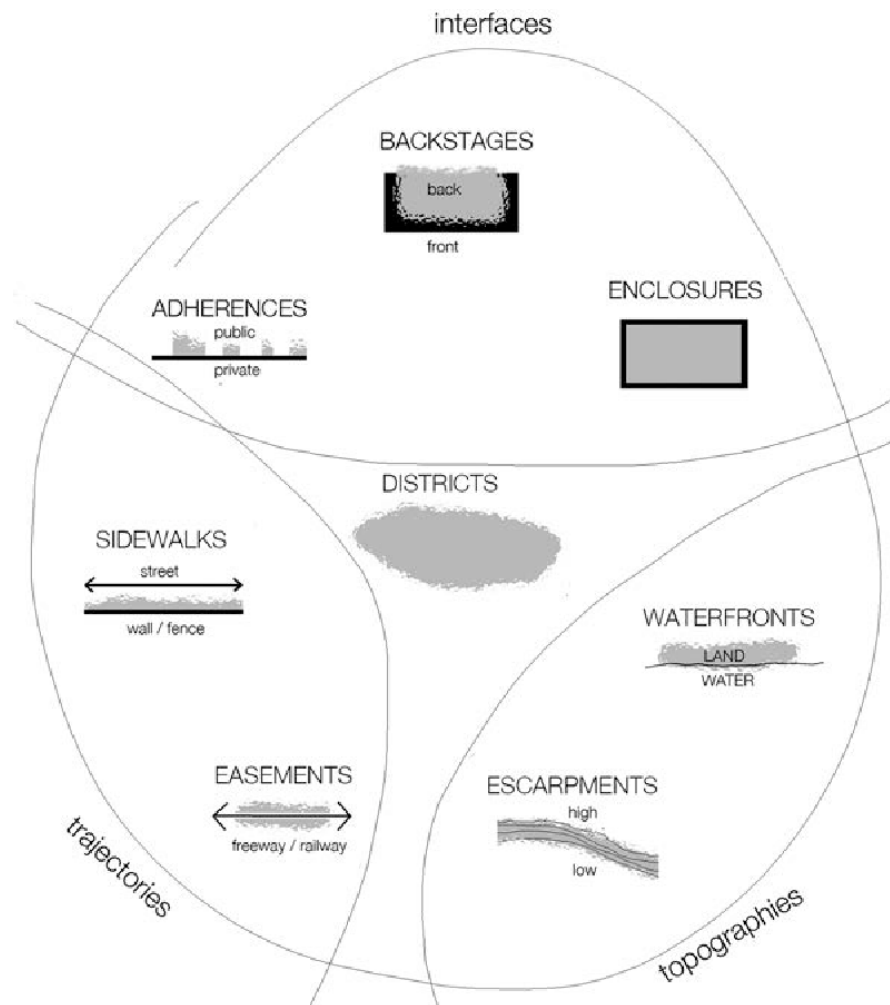 interfaces
BACKSTAGES
back
front
ENCLOSURES
ADHERENCES
public
private
DISTRICTS
SIDEWALKS
street
wall / fence
WATERFRONTS
LAND
WATER
EASEMENTS
freeway / railway
ESCARPMENTS
high
low
trajectories
topographies